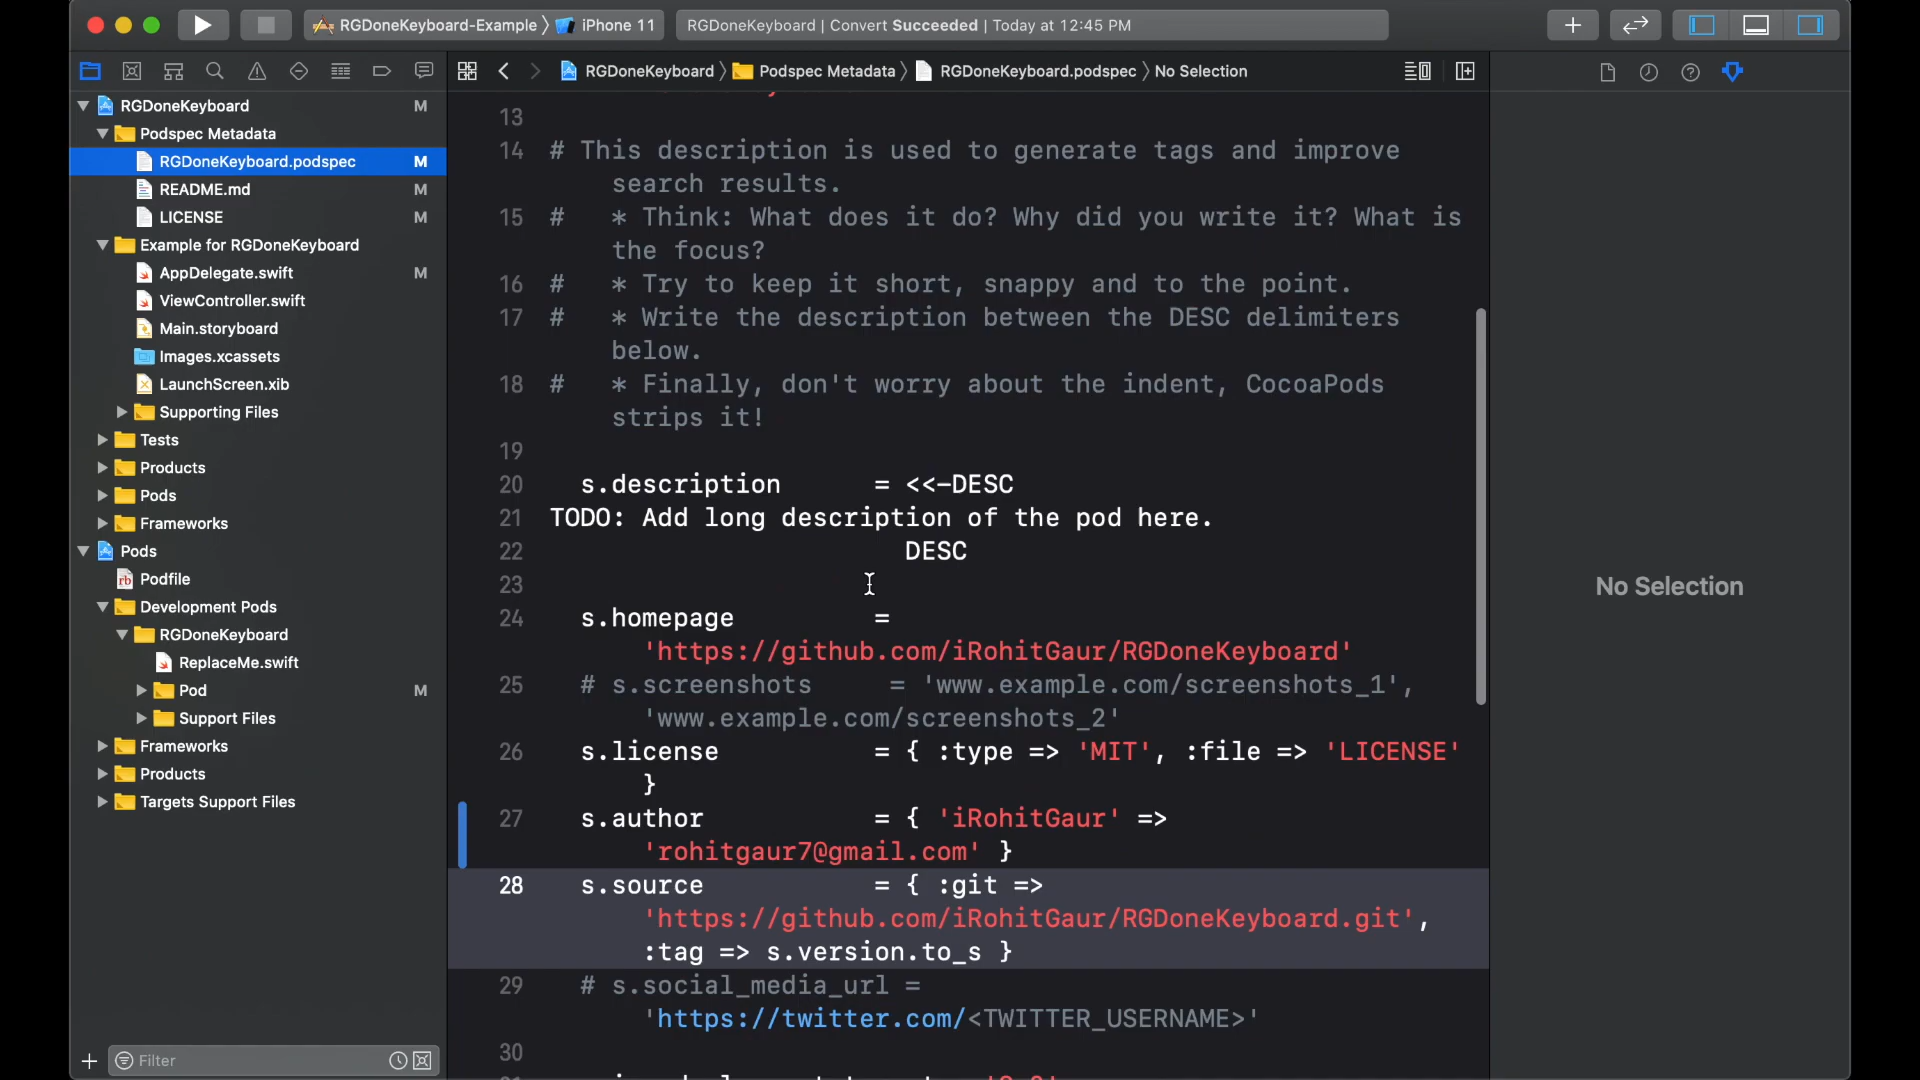 RGDoneKeyboard-Example 〉 iPhone 11
RGDoneKeyboard | Convert Succeeded | Today at 12:45 PM
RGDoneKeyboard 〉 Podspec Metadata 〉 RGDoneKeyboard.podspec 〉 No Selection
RGDoneKeyboard M
Podspec Metadata
RGDoneKeyboard.podspec M
README.md M
LICENSE M
Example for RGDoneKeyboard
AppDelegate.swift M
ViewController.swift
Main.storyboard
Images.xcassets
LaunchScreen.xib
Supporting Files
Tests
Products
Pods
Frameworks
Pods
rb Podfile
Development Pods
RGDoneKeyboard
ReplaceMe.swift
Pod M
Support Files
Frameworks
Products
Targets Support Files
Filter
13
14 # This description is used to generate tags and improve
search results.
15 #   * Think: What does it do? Why did you write it? What is
the focus?
16 #   * Try to keep it short, snappy and to the point.
17 #   * Write the description between the DESC delimiters
below.
18 #   * Finally, don't worry about the indent, CocoaPods
strips it!
19
20   s.description      = <<-DESC
21 TODO: Add long description of the pod here.
22                        DESC
23
24   s.homepage         =
'https://github.com/iRohitGaur/RGDoneKeyboard'
25   # s.screenshots     = 'www.example.com/screenshots_1',
'www.example.com/screenshots_2'
26   s.license          = { :type => 'MIT', :file => 'LICENSE'
}
27   s.author           = { 'iRohitGaur' =>
'rohitgaur7@gmail.com' }
28   s.source           = { :git =>
'https://github.com/iRohitGaur/RGDoneKeyboard.git',
:tag => s.version.to_s }
29   # s.social_media_url =
'https://twitter.com/<TWITTER_USERNAME>'
30
No Selection